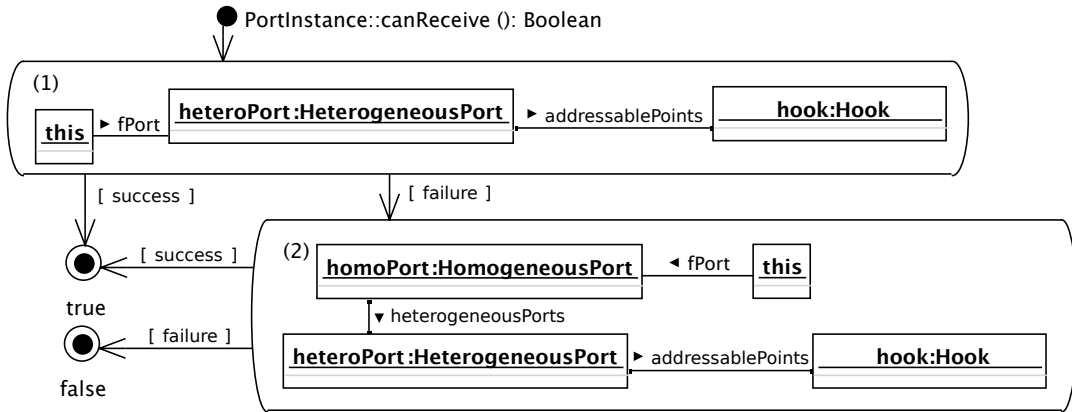 PortInstance::canReceive (): Boolean
(1)
this
► fPort
heteroPort:HeterogeneousPort
► addressablePoints
hook:Hook
[ success ]
[ failure ]
(2)
homoPort:HomogeneousPort
◄ fPort
this
[ success ]
true
▼ heterogeneousPorts
[ failure ]
false
heteroPort:HeterogeneousPort
► addressablePoints
hook:Hook